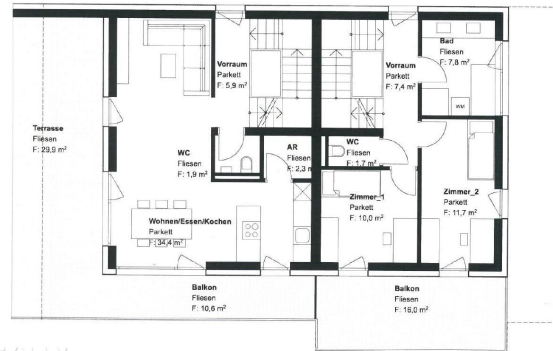 Bad
Fliesen
F: 7,8 m²
WM
Vorraum
Parkett
F: 5,9 m²
Vorraum
Parkett
F: 7,4 m²
Terrasse
Fliesen
F: 29,9 m²
WC
Fliesen
F: 1,9 m²
AR
Fliesen
F: 2,3 m
WC
Fliesen
F: 1,7 m²
Zimmer_1
Parkett
F: 10,0 m²
Zimmer_2
Parkett
F: 11,7 m²
Wohnen/Essen/Kochen
Parkett
F: 34,4 m²
Balkon
Fliesen
F: 10,6 m²
Balkon
Fliesen
F: 16,0 m²